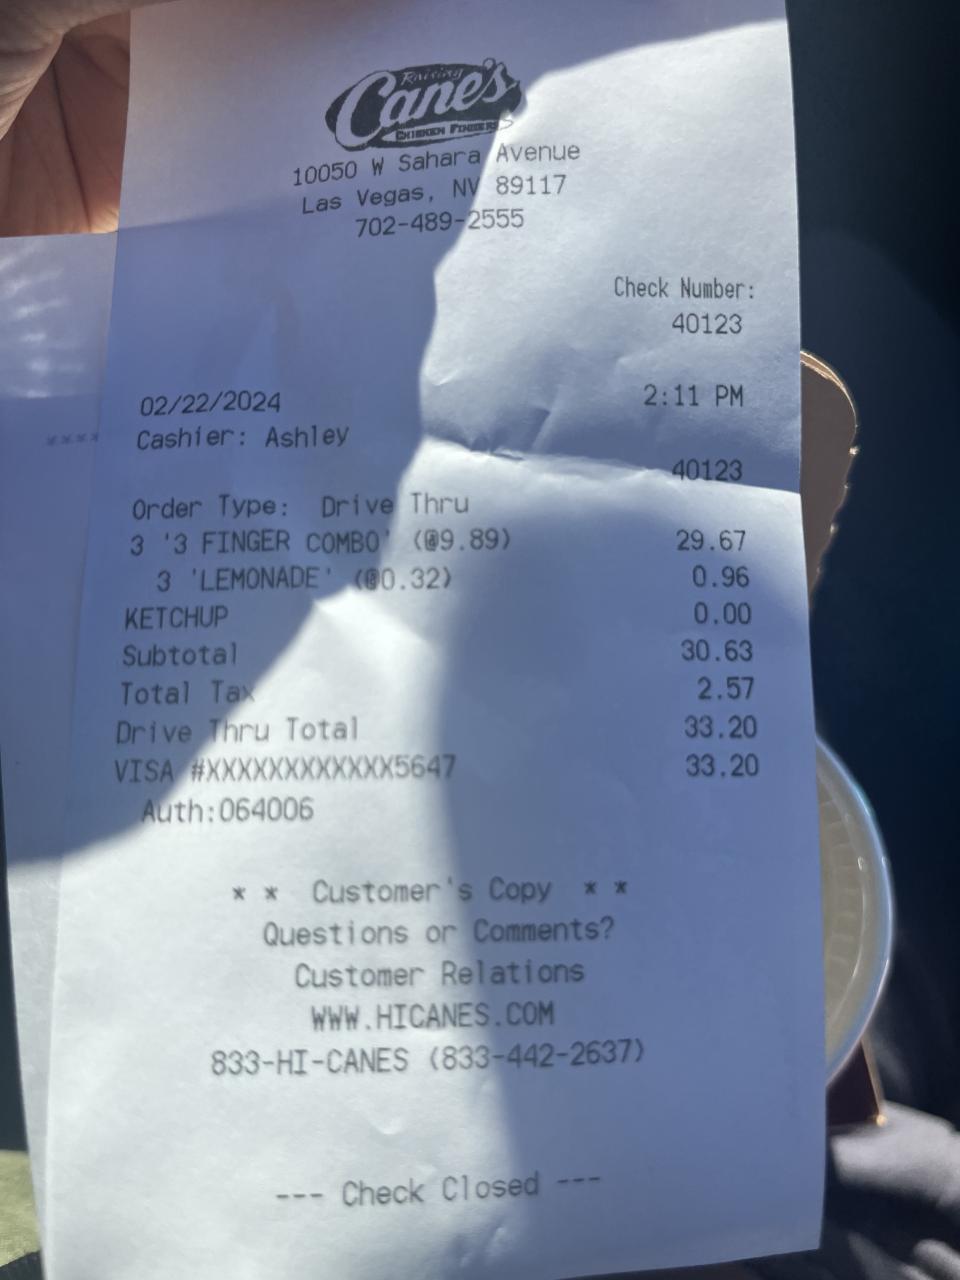 Raising
Cane's
CHICKEN FINGERS
10050 W Sahara Avenue
Las Vegas, NV 89117
702-489-2555
Check Number:
40123
02/22/2024 2:11 PM
Cashier: Ashley
40123
Order Type: Drive Thru
3 '3 FINGER COMBO' (@9.89) 29.67
3 'LEMONADE' (@0.32) 0.96
KETCHUP 0.00
Subtotal 30.63
Total Tax 2.57
Drive Thru Total 33.20
VISA #XXXXXXXXXXXX5647 33.20
Auth:064006
* * Customer's Copy * *
Questions or Comments?
Customer Relations
WWW.HICANES.COM
833-HI-CANES (833-442-2637)
--- Check Closed ---
****